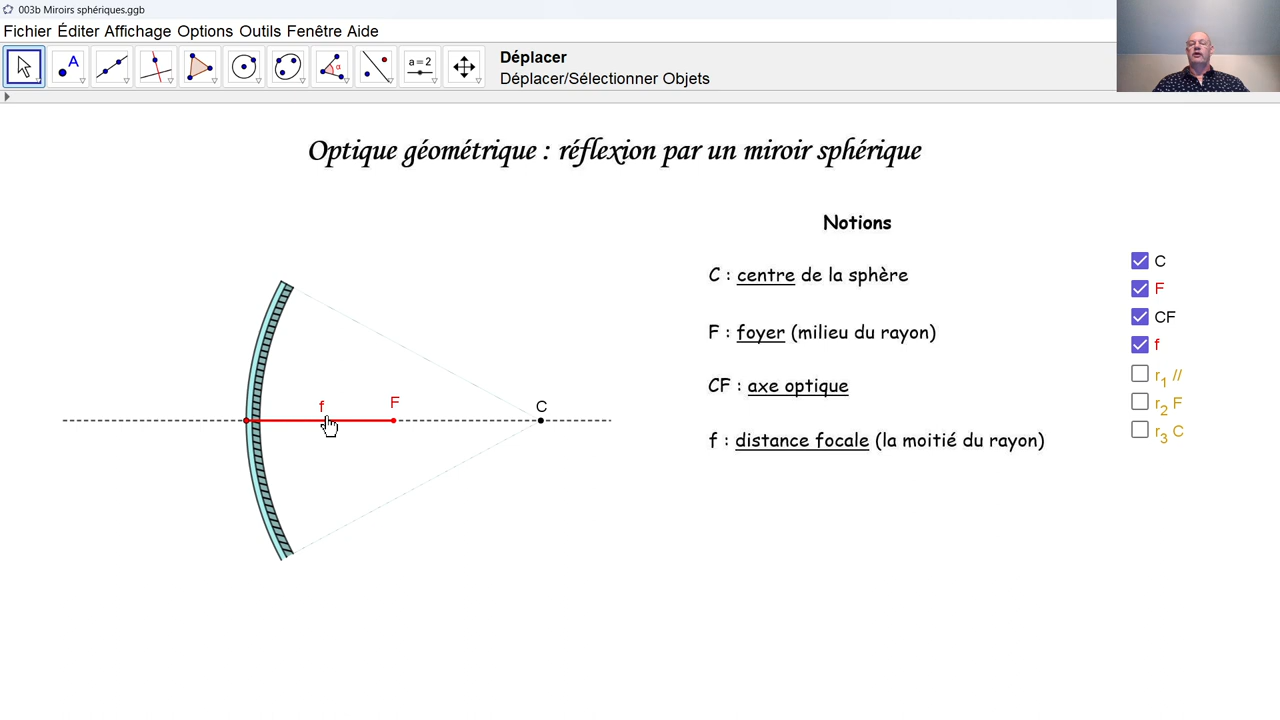 003b Miroirs sphériques.ggb
Fichier Éditer Affichage Options Outils Fenêtre Aide
A
α
a = 2
Déplacer
Déplacer/Sélectionner Objets
Optique géométrique : réflexion par un miroir sphérique
Notions
C : centre de la sphère
F : foyer (milieu du rayon)
CF : axe optique
f : distance focale (la moitié du rayon)
f
F
C
C
F
CF
f
r1 //
r2 F
r3 C